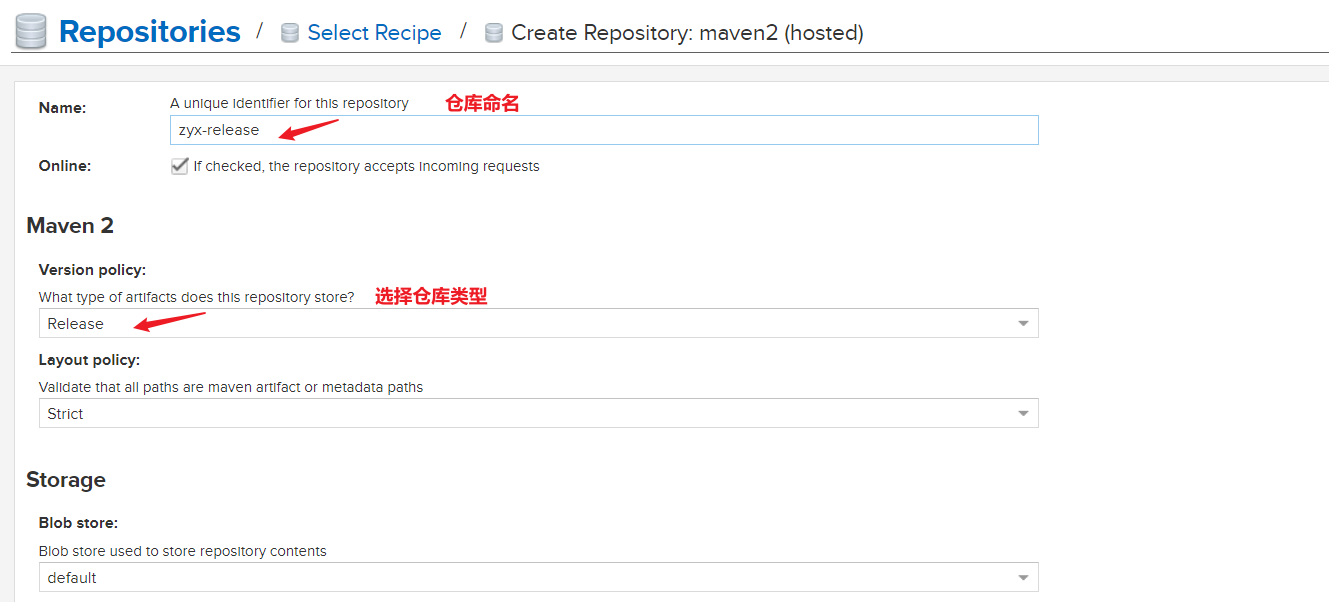 Repositories / Select Recipe / Create Repository: maven2 (hosted)
Name: A unique identifier for this repository 仓库命名
zyx-release
Online: If checked, the repository accepts incoming requests
Maven 2
Version policy:
What type of artifacts does this repository store? 选择仓库类型
Release
Layout policy:
Validate that all paths are maven artifact or metadata paths
Strict
Storage
Blob store:
Blob store used to store repository contents
default